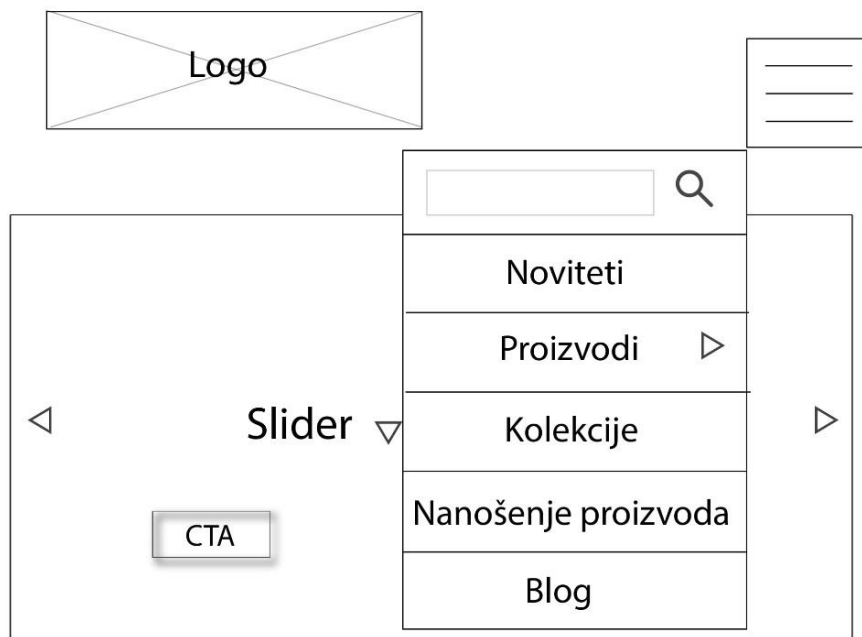 Logo
Noviteti
Proizvodi
Slider
Kolekcije
Nanošenje proizvoda
CTA
Blog